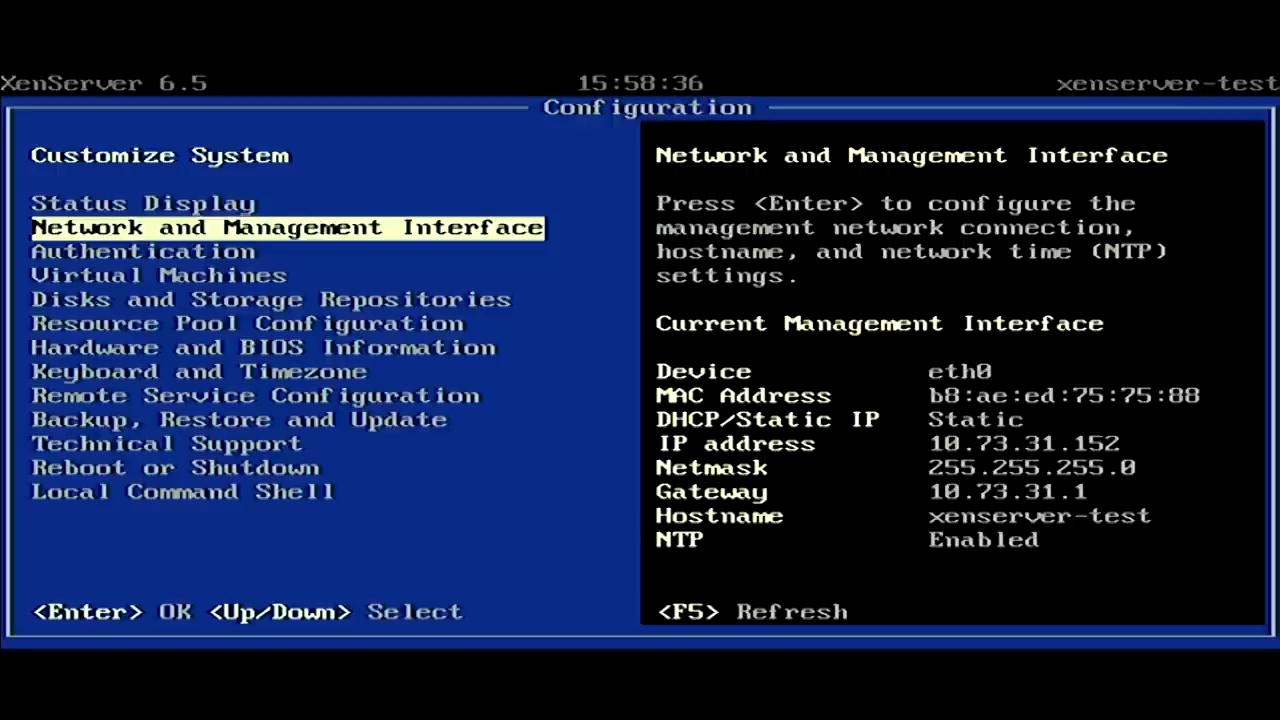 XenServer 6.5 15:58:36 xenserver-test
Configuration
Customize System
Status Display
Network and Management Interface
Authentication
Virtual Machines
Disks and Storage Repositories
Resource Pool Configuration
Hardware and BIOS Information
Keyboard and Timezone
Remote Service Configuration
Backup, Restore and Update
Technical Support
Reboot or Shutdown
Local Command Shell
<Enter> OK <Up/Down> Select
Network and Management Interface
Press <Enter> to configure the
management network connection,
hostname, and network time (NTP)
settings.
Current Management Interface
Device eth0
MAC Address b8:ae:ed:75:75:88
DHCP/Static IP Static
IP address 10.73.31.152
Netmask 255.255.255.0
Gateway 10.73.31.1
Hostname xenserver-test
NTP Enabled
<F5> Refresh